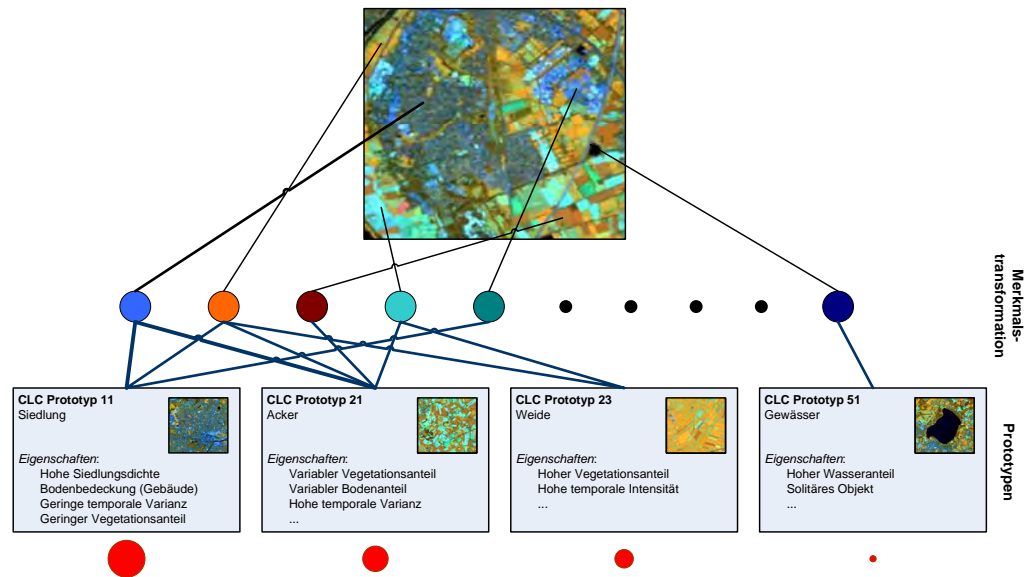 Merkmals-
transformation
CLC Prototyp 11
Siedlung
Eigenschaften:
Hohe Siedlungsdichte
Bodenbedeckung (Gebäude)
Geringe temporale Varianz
Geringer Vegetationsanteil
CLC Prototyp 21
Acker
Eigenschaften:
Variabler Vegetationsanteil
Variabler Bodenanteil
Hohe temporale Varianz
...
CLC Prototyp 23
Weide
Eigenschaften:
Hoher Vegetationsanteil
Hohe temporale Intensität
...
CLC Prototyp 51
Gewässer
Eigenschaften:
Hoher Wasseranteil
Solitäres Objekt
...
Prototypen